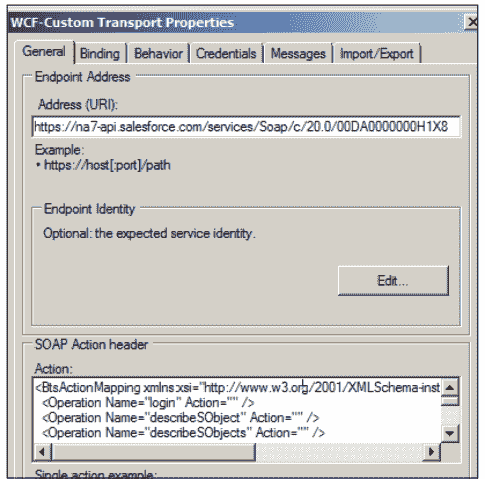 WCF-Custom Transport Properties
General Binding Behavior Credentials Messages Import/Export
Endpoint Address
Address (URI):
https://na7-api.salesforce.com/services/Soap/c/20.0/00DA0000000H1X8
Example:
• https://host[:port]/path
Endpoint Identity
Optional: the expected service identity.
Edit...
SOAP Action header
Action:
<BtsActionMapping xmlns:xsi="http://www.w3.org/2001/XMLSchema-inst
<Operation Name="login" Action="" />
<Operation Name="describeSObject" Action="" />
<Operation Name="describeSObjects" Action="" />
Single action example: